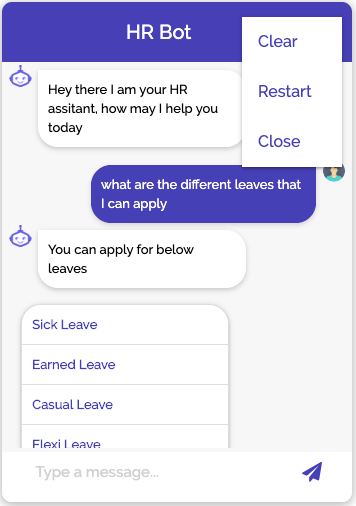 HR Bot
Clear
Restart
Close
Hey there I am your HR
assitant, how may I help you
today
what are the different leaves that
I can apply
You can apply for below
leaves
Sick Leave
Earned Leave
Casual Leave
Flexi Leave
Type a message...